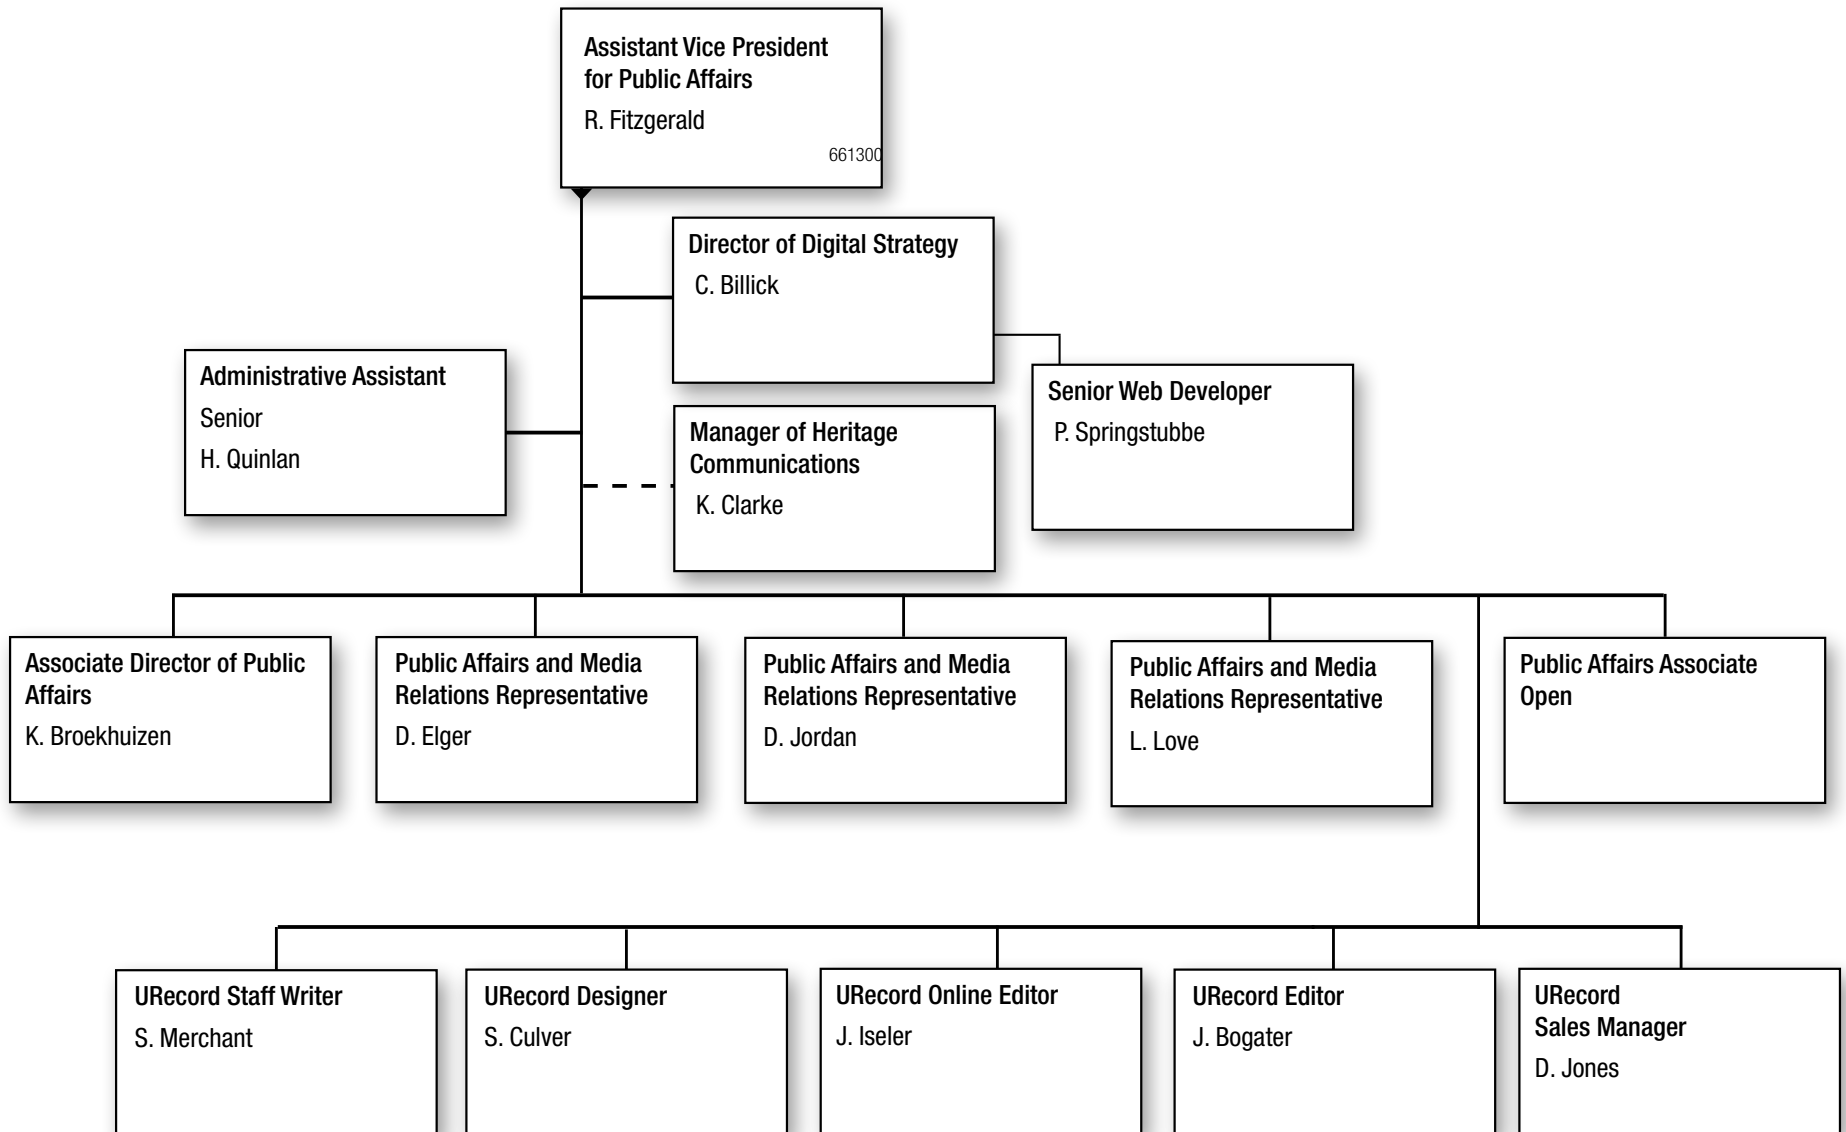 Assistant Vice President
for Public Affairs
R. Fitzgerald
661300
Director of Digital Strategy
C. Billick
Administrative Assistant
Senior
H. Quinlan
Senior Web Developer
P. Springstubbe
Manager of Heritage
Communications
K. Clarke
Associate Director of Public
Affairs
K. Broekhuizen
Public Affairs and Media
Relations Representative
D. Elger
Public Affairs and Media
Relations Representative
D. Jordan
Public Affairs and Media
Relations Representative
L. Love
Public Affairs Associate
Open
URecord Staff Writer
S. Merchant
URecord Designer
S. Culver
URecord Online Editor
J. Iseler
URecord Editor
J. Bogater
URecord
Sales Manager
D. Jones